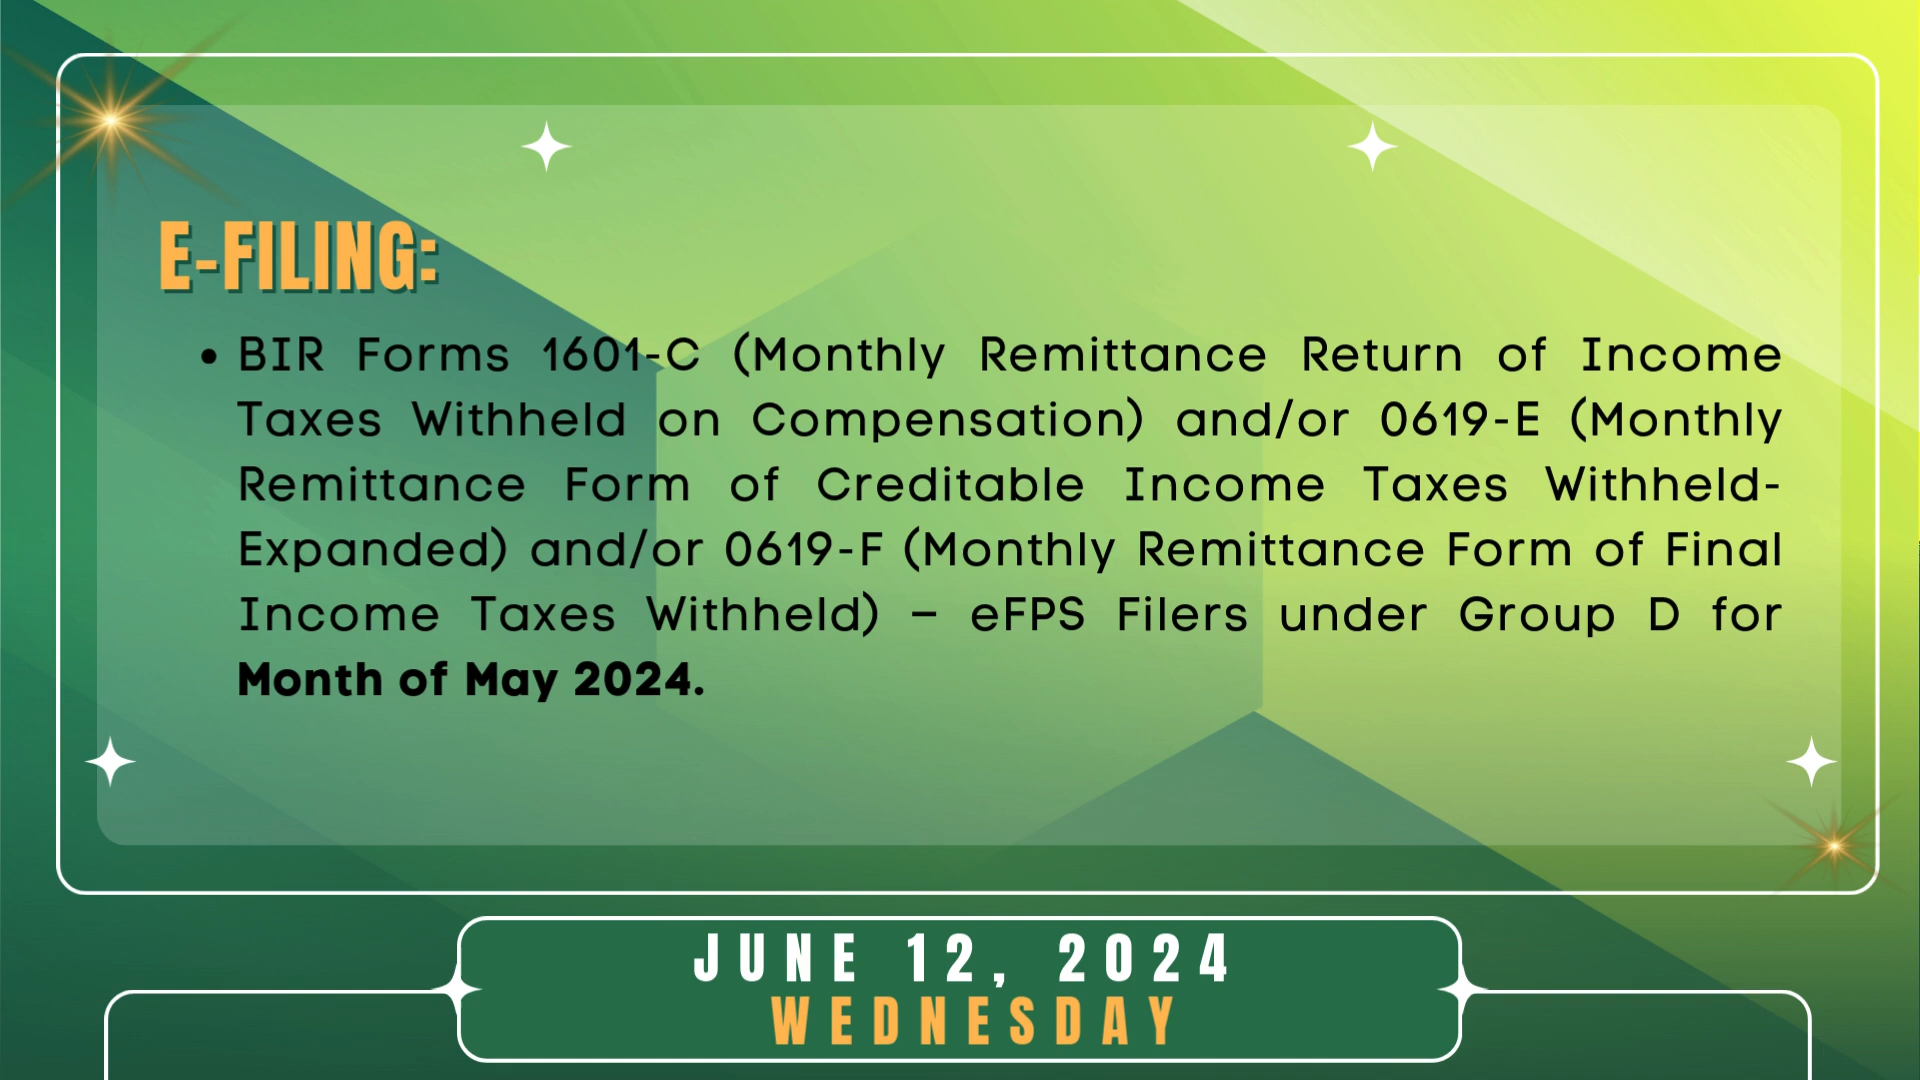 E-FILING:
• BIR Forms 1601-C (Monthly Remittance Return of Income
Taxes Withheld on Compensation) and/or 0619-E (Monthly
Remittance Form of Creditable Income Taxes Withheld-
Expanded) and/or 0619-F (Monthly Remittance Form of Final
Income Taxes Withheld) – eFPS Filers under Group D for
Month of May 2024.
JUNE 12, 2024
WEDNESDAY